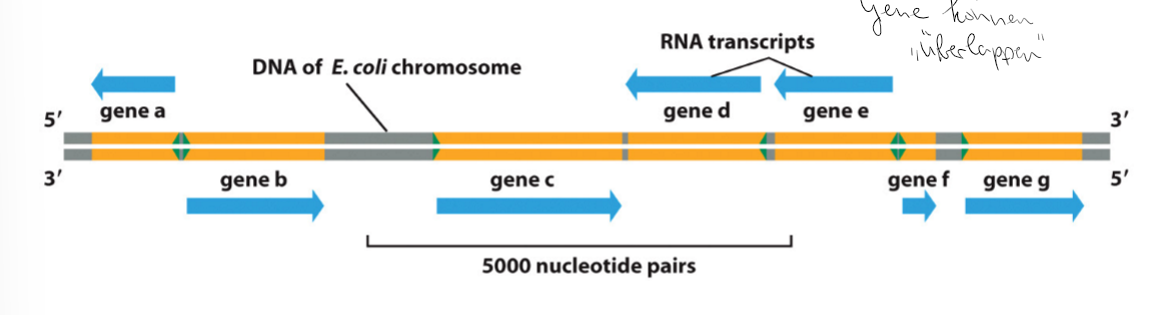 Gene können
„überlappen"
RNA transcripts
DNA of E. coli chromosome
gene a
gene d
gene e
5′
3′
3′
gene b
gene c
gene f
gene g
5′
5000 nucleotide pairs